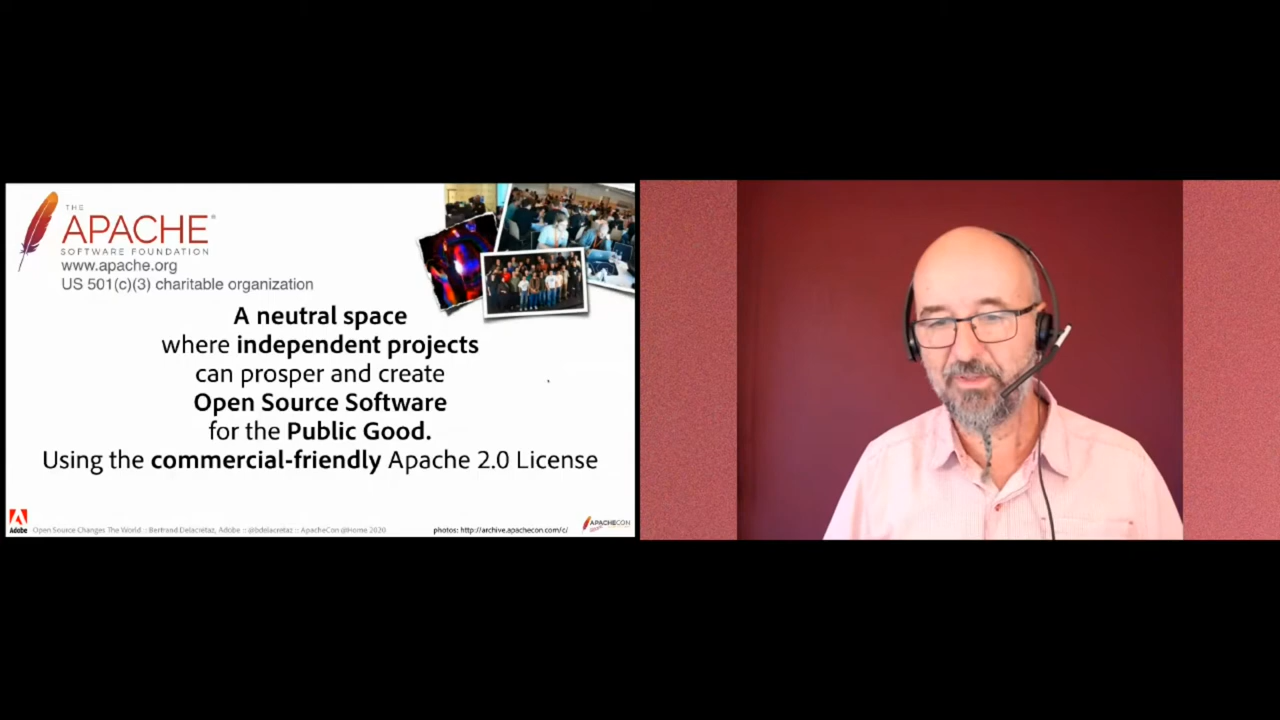 THE
APACHE®
SOFTWARE FOUNDATION
www.apache.org
US 501(c)(3) charitable organization
A neutral space
where independent projects
can prosper and create
Open Source Software
for the Public Good.
Using the commercial-friendly Apache 2.0 License
Adobe
Open Source Changes The World :: Bertrand Delacrétaz, Adobe :: @bdelacretaz :: ApacheCon @Home 2020
photos: http://archive.apachecon.com/c/
APACHECON